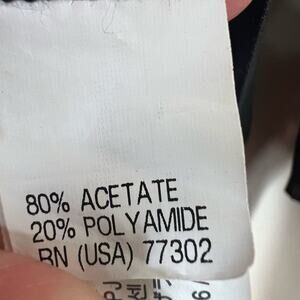 80% ACETATE
20% POLYAMIDE
RN (USA) 77302